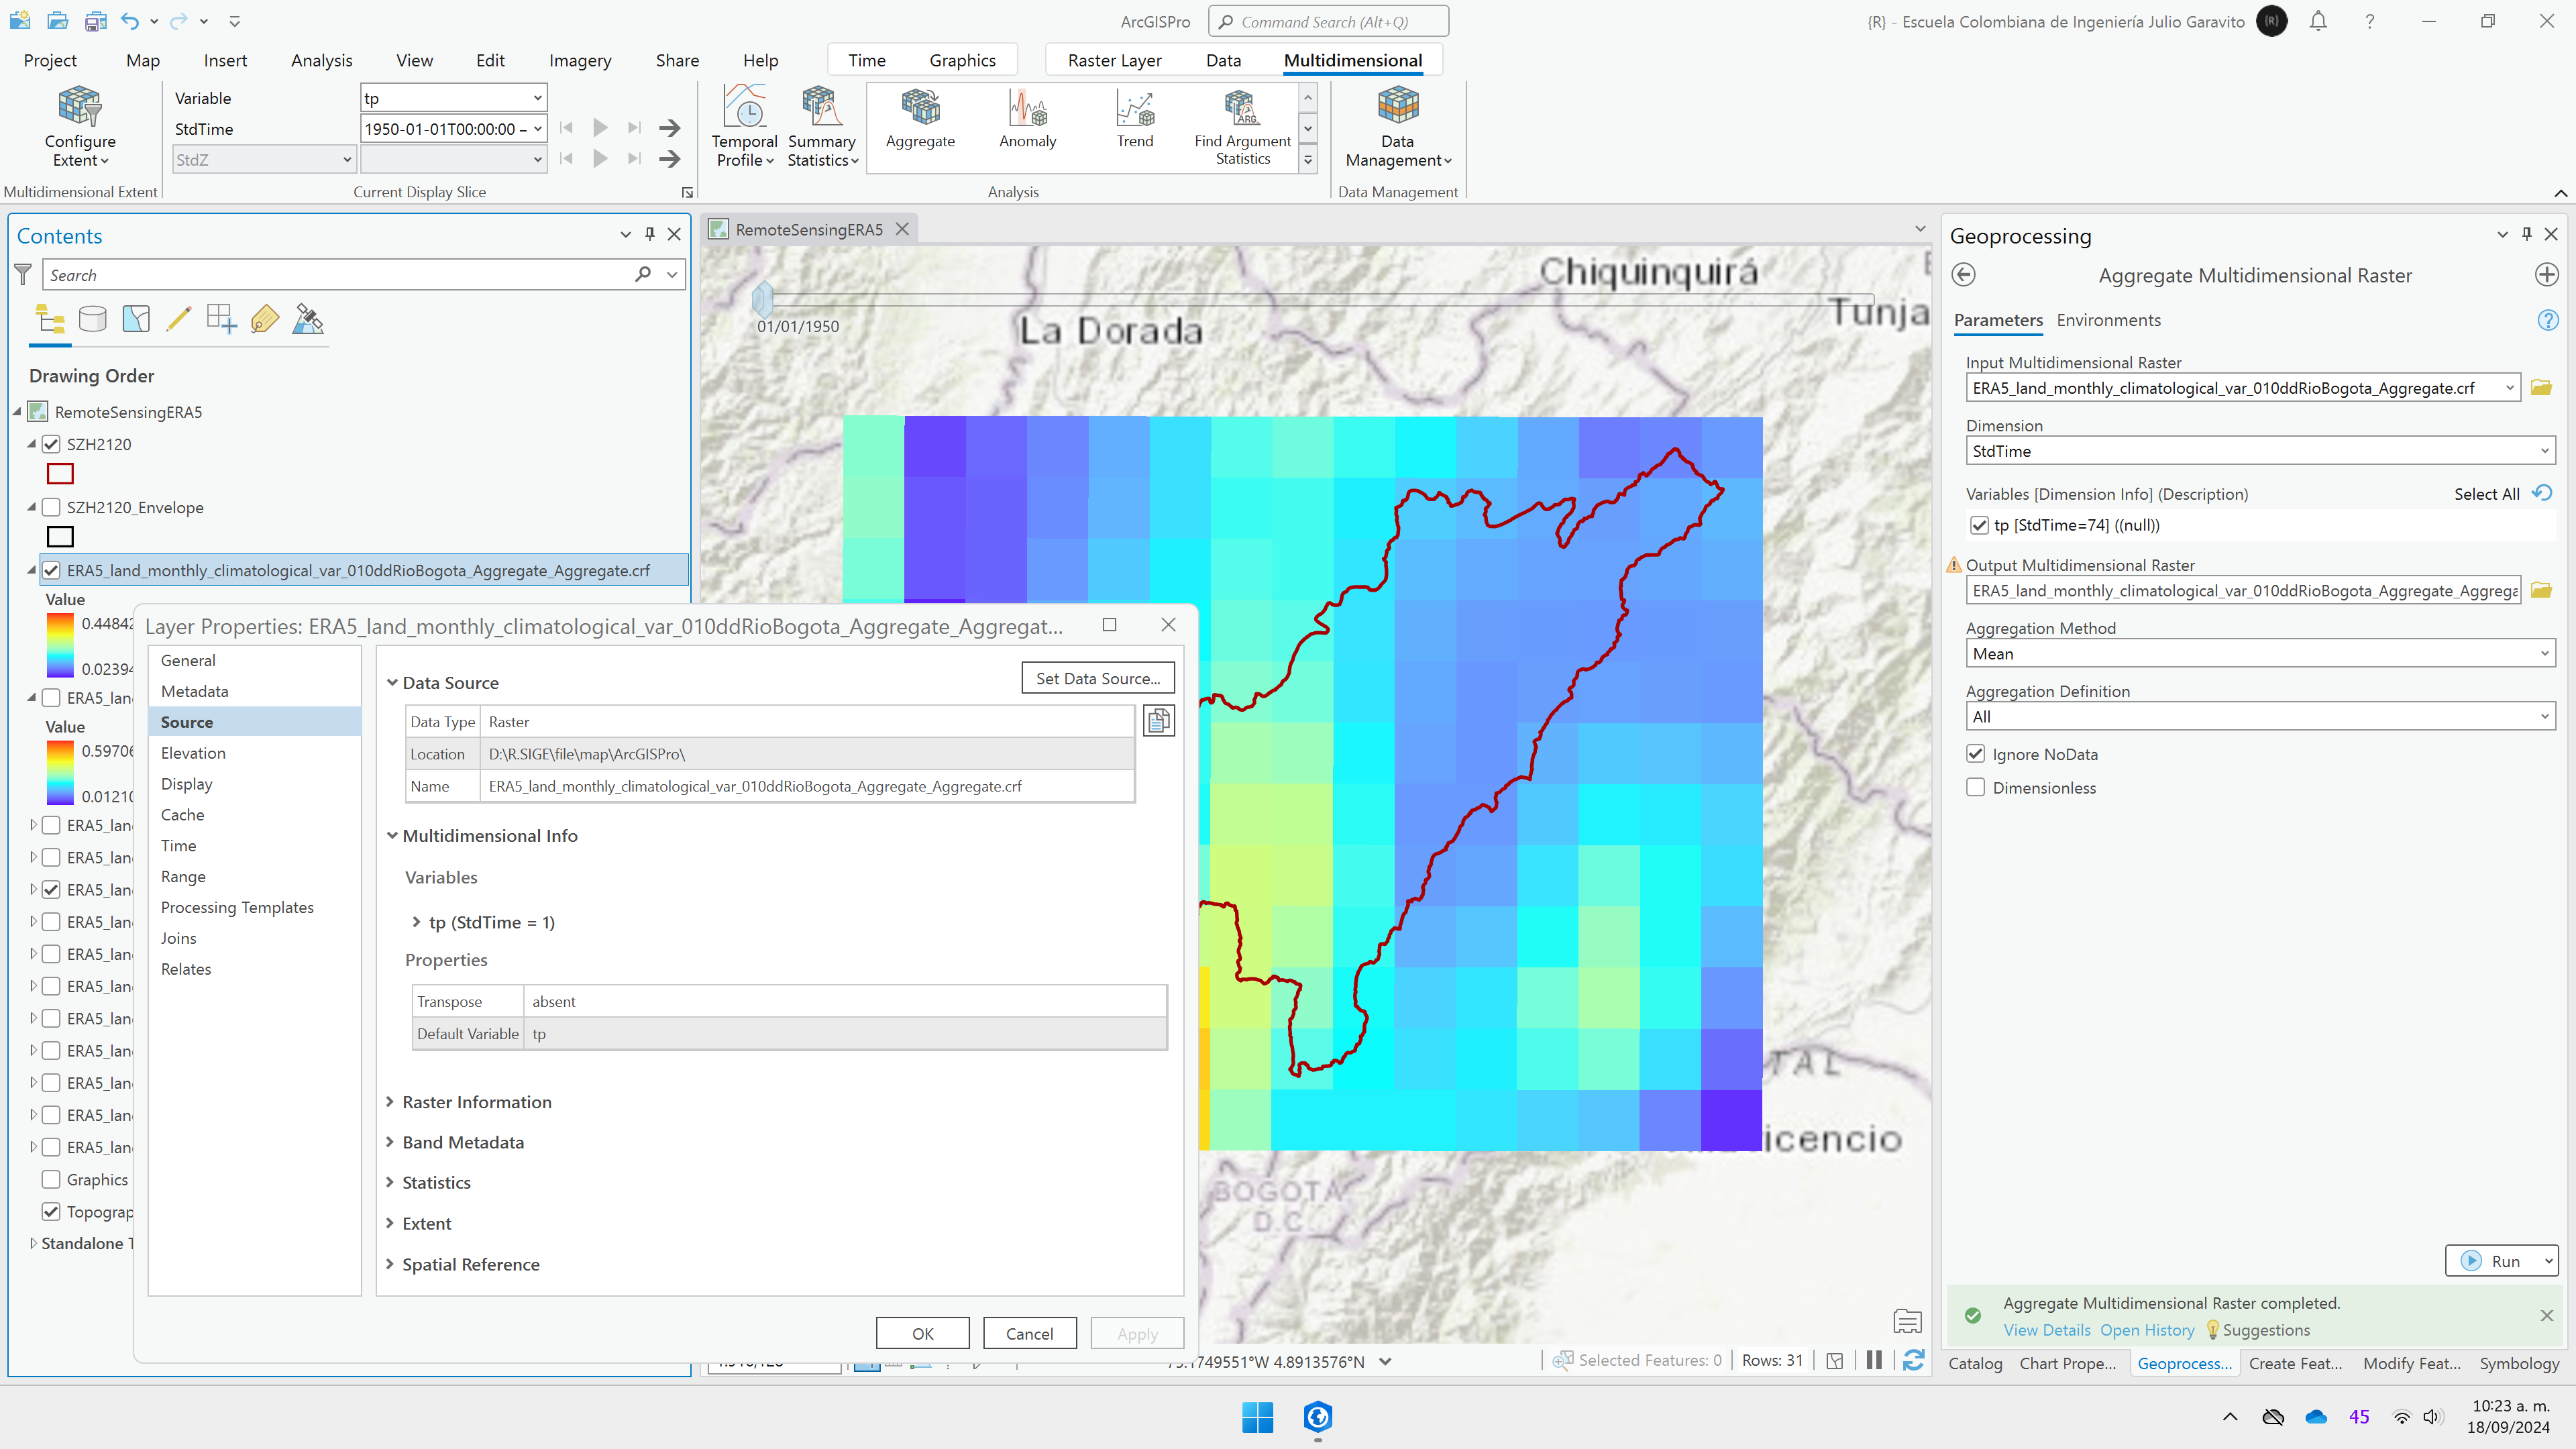 ArcGISPro
Command Search (Alt+Q)
{R} - Escuela Colombiana de Ingeniería Julio Garavito
{R}
?
Project
Map
Insert
Analysis
View
Edit
Imagery
Share
Help
Time
Graphics
Raster Layer
Data
Multidimensional
Configure
Extent
Multidimensional Extent
Variable
tp
StdTime
1950-01-01T00:00:00 –
StdZ
Current Display Slice
Temporal
Profile
Summary
Statistics
Aggregate
Anomaly
Trend
ARG.
Find Argument
Statistics
Analysis
Data
Management
Data Management
Contents
Search
Drawing Order
RemoteSensingERA5
SZH2120
SZH2120_Envelope
ERA5_land_monthly_climatological_var_010ddRioBogota_Aggregate_Aggregate.crf
Value
0.44842
0.02394
ERA5_lan
Value
0.59706
0.01210
ERA5_lan
ERA5_lan
ERA5_lan
ERA5_lan
ERA5_lan
ERA5_lan
ERA5_lan
ERA5_lan
ERA5_lan
ERA5_lan
ERA5_lan
Graphics
Topograp
Standalone T
RemoteSensingERA5
01/01/1950
Chiquinquirá
La Dorada
Tunja
TAL
icencio
BOGOTÁ
D.C.
Layer Properties: ERA5_land_monthly_climatological_var_010ddRioBogota_Aggregate_Aggregat...
General
Metadata
Source
Elevation
Display
Cache
Time
Range
Processing Templates
Joins
Relates
Data Source
Set Data Source...
Data Type Raster
Location D:\R.SIGE\file\map\ArcGISPro\
Name ERA5_land_monthly_climatological_var_010ddRioBogota_Aggregate_Aggregate.crf
Multidimensional Info
Variables
tp (StdTime = 1)
Properties
Transpose absent
Default Variable tp
Raster Information
Band Metadata
Statistics
Extent
Spatial Reference
OK
Cancel
Apply
1749551°W 4.8913576°N
Selected Features: 0
Rows: 31
Geoprocessing
Aggregate Multidimensional Raster
Parameters
Environments
?
Input Multidimensional Raster
ERA5_land_monthly_climatological_var_010ddRioBogota_Aggregate.crf
Dimension
StdTime
Variables [Dimension Info] (Description)
Select All
tp [StdTime=74] ((null))
Output Multidimensional Raster
ERA5_land_monthly_climatological_var_010ddRioBogota_Aggregate_Aggrega
Aggregation Method
Mean
Aggregation Definition
All
Ignore NoData
Dimensionless
Run
Aggregate Multidimensional Raster completed.
View Details Open History Suggestions
Catalog
Chart Prope...
Geoprocess...
Create Feat...
Modify Feat...
Symbology
45
10:23 a. m.
18/09/2024